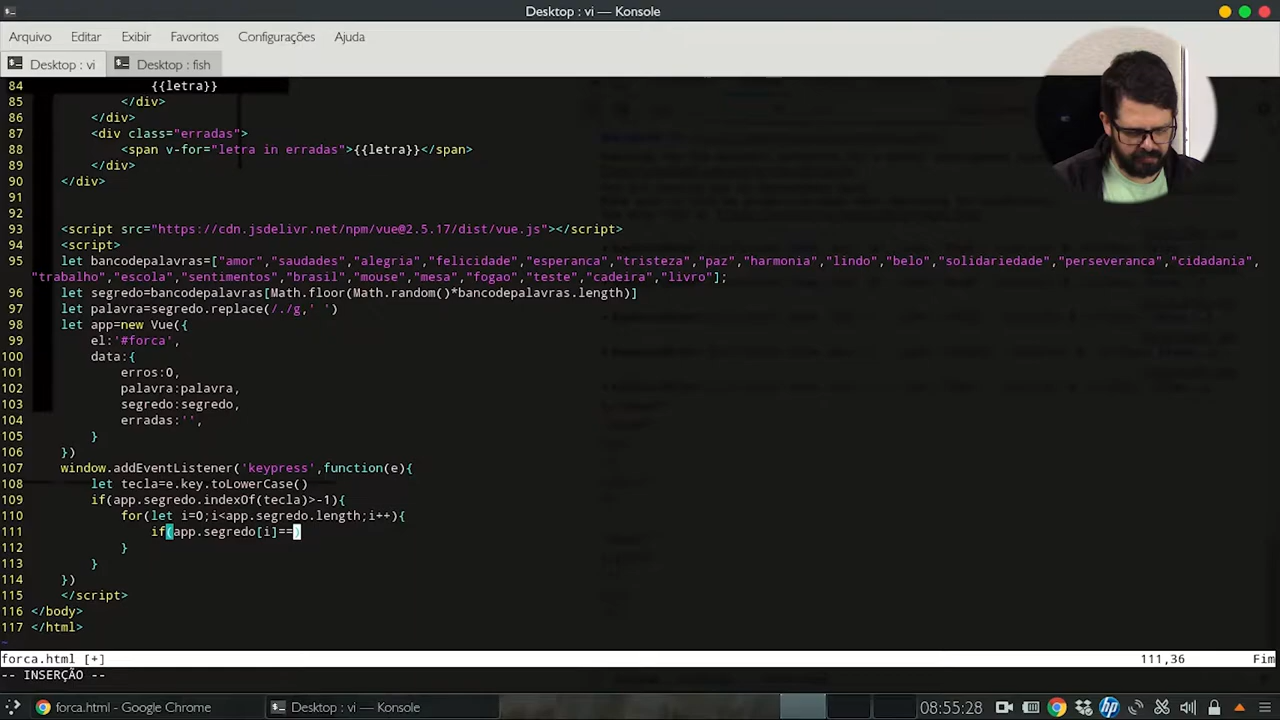 Desktop : vi — Konsole
Arquivo Editar Exibir Favoritos Configurações Ajuda
Desktop : vi Desktop : fish
84 {{letra}}
85 </div>
86 </div>
87 <div class="erradas">
88 <span v-for="letra in erradas">{{letra}}</span>
89 </div>
90 </div>
91
92
93 <script src="https://cdn.jsdelivr.net/npm/vue@2.5.17/dist/vue.js"></script>
94 <script>
95 let bancodepalavras=["amor","saudades","alegria","felicidade","esperanca","tristeza","paz","harmonia","lindo","belo","solidariedade","perseveranca","cidadania",
"trabalho","escola","sentimentos","brasil","mouse","mesa","fogao","teste","cadeira","livro"];
96 let segredo=bancodepalavras[Math.floor(Math.random()*bancodepalavras.length)]
97 let palavra=segredo.replace(/./g,' ')
98 let app=new Vue({
99 el:'#forca',
100 data:{
101 erros:0,
102 palavra:palavra,
103 segredo:segredo,
104 erradas:'',
105 }
106 })
107 window.addEventListener('keypress',function(e){
108 let tecla=e.key.toLowerCase()
109 if(app.segredo.indexOf(tecla)>-1){
110 for(let i=0;i<app.segredo.length;i++){
111 if(app.segredo[i]==)
112 }
113 }
114 })
115 </script>
116 </body>
117 </html>
~
forca.html [+] 111,36 Fim
-- INSERÇÃO --
forca.html - Google Chrome Desktop : vi — Konsole 08:55:28